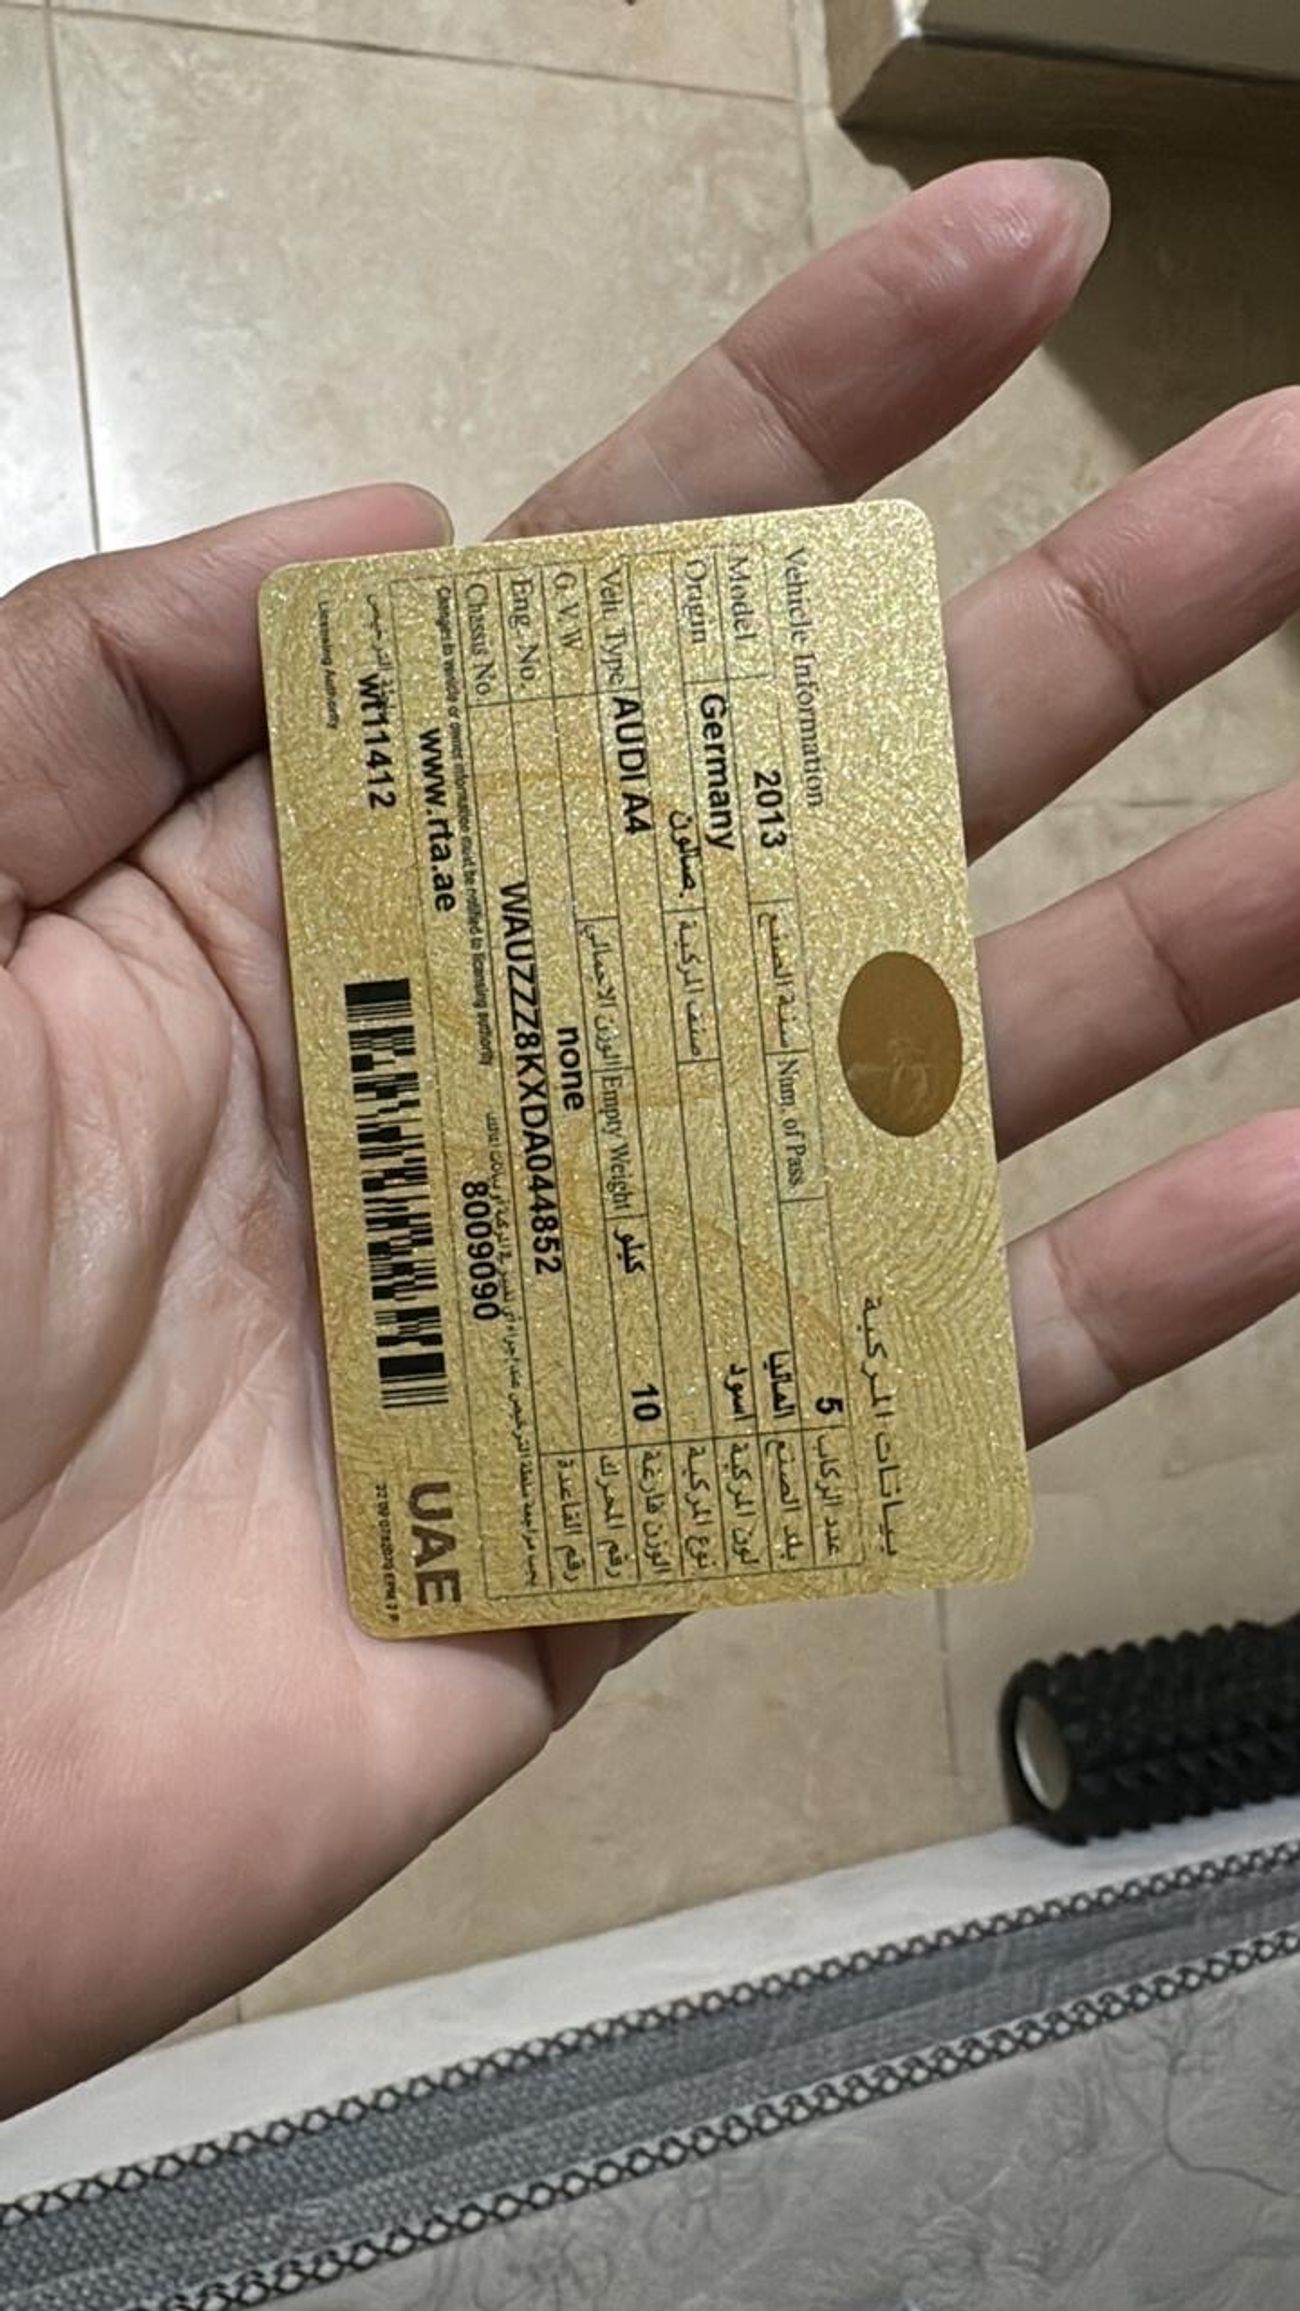 Vehicle Information بيانات المركبة
Model 2013 سنة الصنع Num. of Pass. 5 عدد الركاب
Origin Germany المانيا بلد الصنع
صالون صنف المركبة اسود لون المركبة
Veh. Type AUDI A4 نوع المركبة
G. V. W الوزن الاجمالي Empty Weight كيلو 10 الوزن فارغة
Eng. No. none رقم المحرك
Chassis No. WAUZZZ8KXDA044852 رقم القاعدة
Changes to vehicle or owner information must be notified to licensing authority
www.rta.ae 8009090
سلطة الترخيص wt11412
Licensing Authority
UAE